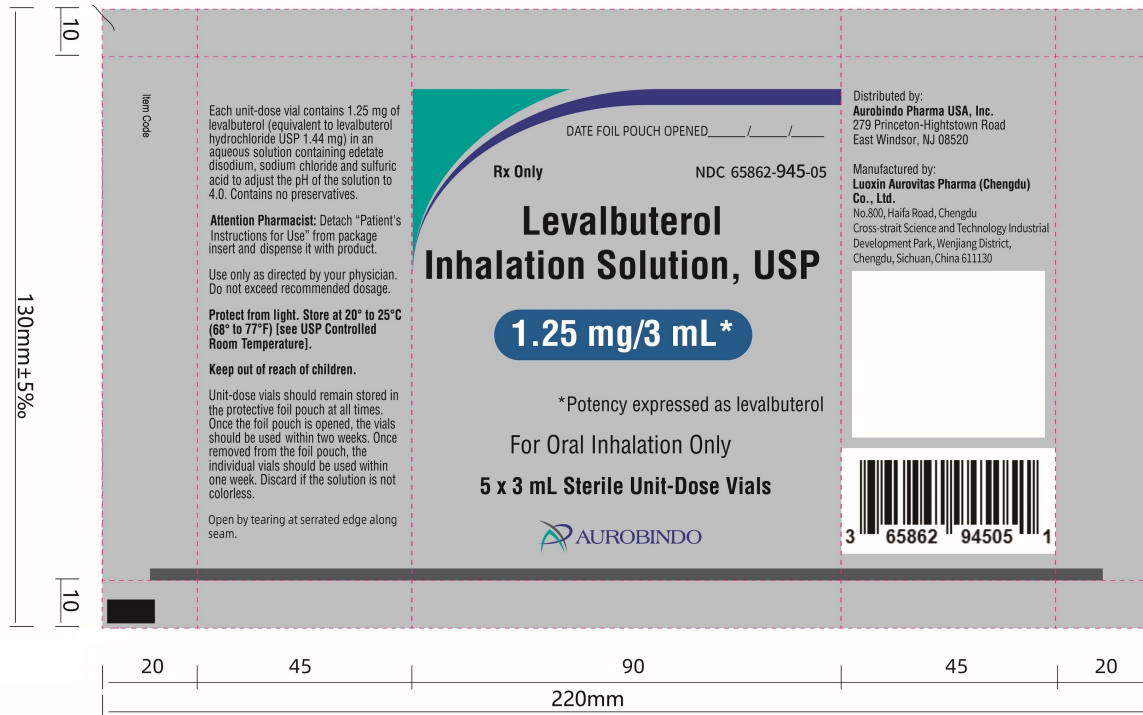 10
130mm±5‰
10
Item Code
Each unit-dose vial contains 1.25 mg of
levalbuterol (equivalent to levalbuterol
hydrochloride USP 1.44 mg) in an
aqueous solution containing edetate
disodium, sodium chloride and sulfuric
acid to adjust the pH of the solution to
4.0. Contains no preservatives.
Attention Pharmacist: Detach “Patient's
Instructions for Use” from package
insert and dispense it with product.
Use only as directed by your physician.
Do not exceed recommended dosage.
Protect from light. Store at 20° to 25°C
(68° to 77°F) [see USP Controlled
Room Temperature].
Keep out of reach of children.
Unit-dose vials should remain stored in
the protective foil pouch at all times.
Once the foil pouch is opened, the vials
should be used within two weeks. Once
removed from the foil pouch, the
individual vials should be used within
one week. Discard if the solution is not
colorless.
Open by tearing at serrated edge along
seam.
DATE FOIL POUCH OPENED______/______/______
Rx Only NDC 65862-945-05
Levalbuterol
Inhalation Solution, USP
1.25 mg/3 mL*
*Potency expressed as levalbuterol
For Oral Inhalation Only
5 x 3 mL Sterile Unit-Dose Vials
AUROBINDO
Distributed by:
Aurobindo Pharma USA, Inc.
279 Princeton-Hightstown Road
East Windsor, NJ 08520
Manufactured by:
Luoxin Aurovitas Pharma (Chengdu)
Co., Ltd.
No.800, Haifa Road, Chengdu
Cross-strait Science and Technology Industrial
Development Park, Wenjiang District,
Chengdu, Sichuan, China 611130
3 65862 94505 1
20 45 90 45 20
220mm